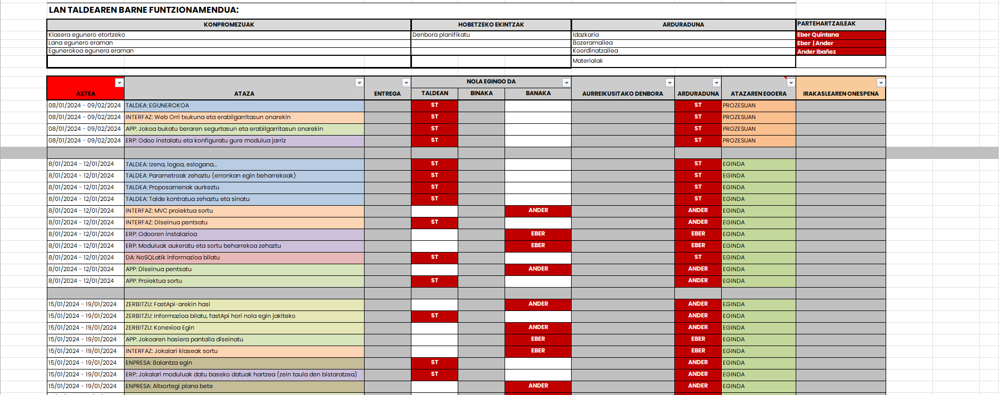 LAN TALDEAREN BARNE FUNTZIONAMENDUA:
KONPROMEZUAK HOBETZEKO EKINTZAK ARDURADUNA PARTEHARTZAILEAK
Klasera egunero etortzeko Denbora planifikatu Idazkaria Eber Quintana
Lana egunero eraman Bozeramailea Eber | Ander
Egunerokoa egunera eraman Koordinatzailea Ander Ibañez
Materialak
NOLA EGINGO DA
ASTEA ATAZA ENTREGA TALDEAN BINAKA BANAKA AURREIKUSITAKO DENBORA ARDURADUNA ATAZAREN EGOERA IRAKASLEAREN ONESPENA
08/01/2024 - 09/02/2024 TALDEA: EGUNEROKOA ST ST PROZESUAN
08/01/2024 - 09/02/2024 INTERFAZ: Web Orri txukuna eta erabilgarritasun onarekin ST ST PROZESUAN
08/01/2024 - 09/02/2024 APP: Jokoa bukatu beraren segurtasun eta erabilgarritasun onarekin ST ST PROZESUAN
08/01/2024 - 09/02/2024 ERP: Odoo instalatu eta konfiguratu gure modulua jarriz ST ST PROZESUAN
8/01/2024 - 12/01/2024 TALDEA: Izena, logoa, eslogana... ST ST EGINDA
8/01/2024 - 12/01/2024 TALDEA: Parametroak zehaztu (erronkan egin beharrekoak) ST ST EGINDA
8/01/2024 - 12/01/2024 TALDEA: Proposamenak aurkeztu ST ST EGINDA
8/01/2024 - 12/01/2024 TALDEA: Talde kontratua zehaztu eta sinatu ST ST EGINDA
8/01/2024 - 12/01/2024 INTERFAZ: MVC proiektua sortu ANDER ANDER EGINDA
8/01/2024 - 12/01/2024 INTERFAZ: Diseinua pentsatu ST ANDER EGINDA
8/01/2024 - 12/01/2024 ERP: Odooren instalazioa EBER EBER EGINDA
8/01/2024 - 12/01/2024 ERP: Moduluak aukeratu eta sortu beharrekoa zehaztu EBER EBER EGINDA
8/01/2024 - 12/01/2024 DA: NoSQLatik informazioa bilatu ST ST EGINDA
8/01/2024 - 12/01/2024 APP: Diseinua pentsatu ANDER ANDER EGINDA
8/01/2024 - 12/01/2024 APP: Proiektua sortu ST ANDER EGINDA
15/01/2024 - 19/01/2024 ZERBITZU: FastApi-arekin hasi ANDER ANDER EGINDA
15/01/2024 - 19/01/2024 ZERBITZU: Informazioa bilatu, fastApi hori nola egin jakiteko ST ANDER EGINDA
15/01/2024 - 19/01/2024 ZERBITZU: Konexioa Egin ANDER ANDER EGINDA
15/01/2024 - 19/01/2024 APP: Jokoaren hasiera pantalla diseinatu EBER EBER EGINDA
15/01/2024 - 19/01/2024 INTERFAZ: Jokalari klaseak sortu EBER EBER EGINDA
15/01/2024 - 19/01/2024 ENPRESA: Balantza egin ST ANDER EGINDA
15/01/2024 - 19/01/2024 ERP: Jokalari moduluak datu baseko datuak hartzea (zein taula den bistaratzea) ST ANDER EGINDA
15/01/2024 - 19/01/2024 ENPRESA: Altxortegi plana bete ANDER ANDER EGINDA